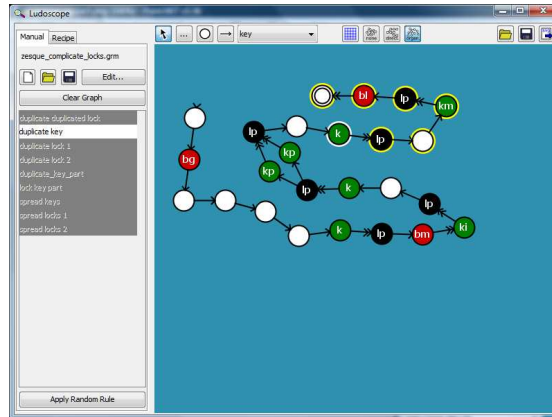 Ludoscope
Manual
Recipe
...
key
zesque_complicate_locks.grm
Edit...
Clear Graph
duplicate duplicated lock
duplicate key
duplicate lock 1
duplicate lock 2
duplicate_key_part
lock key part
spread keys
spread locks 1
spread locks 2
Apply Random Rule
bl
lp
km
k
lp
lp
kp
kp
bg
lp
k
lp
k
lp
bm
ki